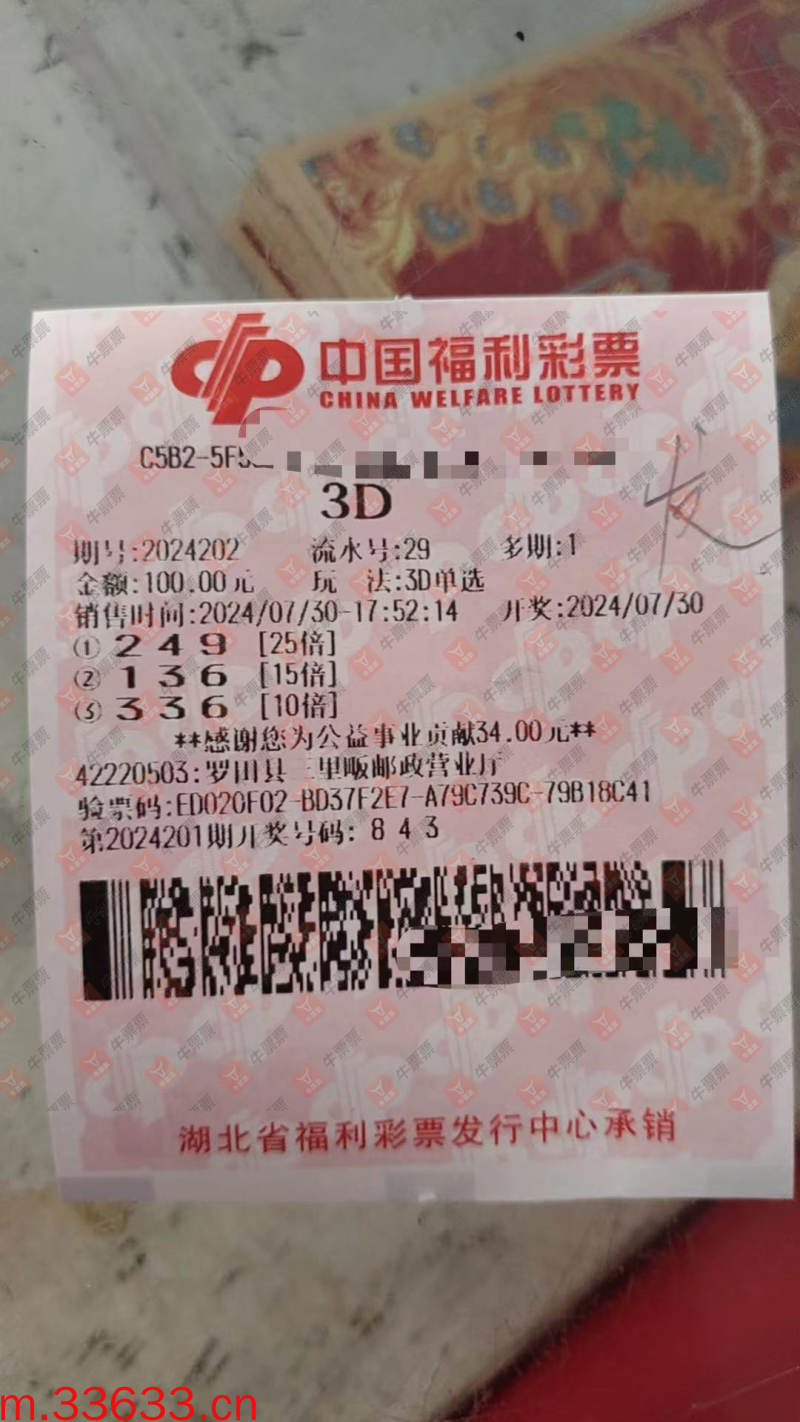 中国福利彩票
CHINA WELFARE LOTTERY
C5B2-5F5
3D
期号:2024202 流水号:29 多期:1
金额:100.00元 玩 法:3D单选
销售时间:2024/07/30-17:52:14 开奖:2024/07/30
① 2 4 9 [25倍]
② 1 3 6 [15倍]
③ 3 3 6 [10倍]
**感谢您为公益事业贡献34.00元**
42220503:罗田县三里畈邮政营业厅
验票码:ED020F02-BD37F2E7-A79C739C-79B18C41
第2024201期开奖号码: 8 4 3
湖北省福利彩票发行中心承销
牛票票
m.33633.cn